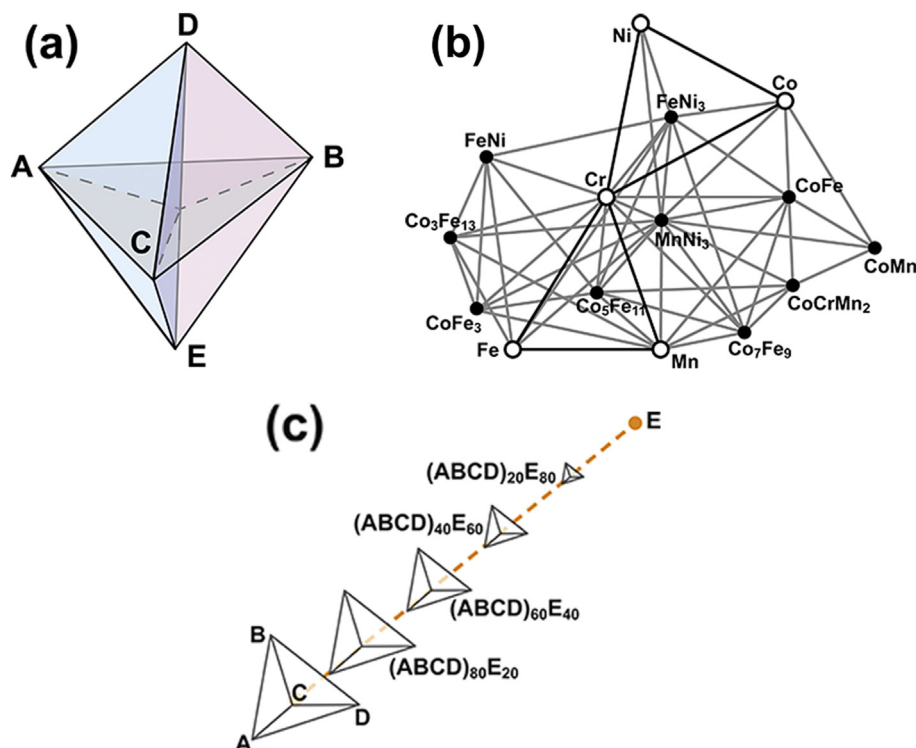 (a)
D
A
B
C
E
(b)
Ni
Co
FeNi₃
FeNi
Cr
CoFe
Co₃Fe₁₃
MnNi₃
CoMn
CoFe₃
Co₅Fe₁₁
CoCrMn₂
Fe
Mn
Co₇Fe₉
(c)
E
(ABCD)₂₀E₈₀
(ABCD)₄₀E₆₀
(ABCD)₆₀E₄₀
B
(ABCD)₈₀E₂₀
C
D
A